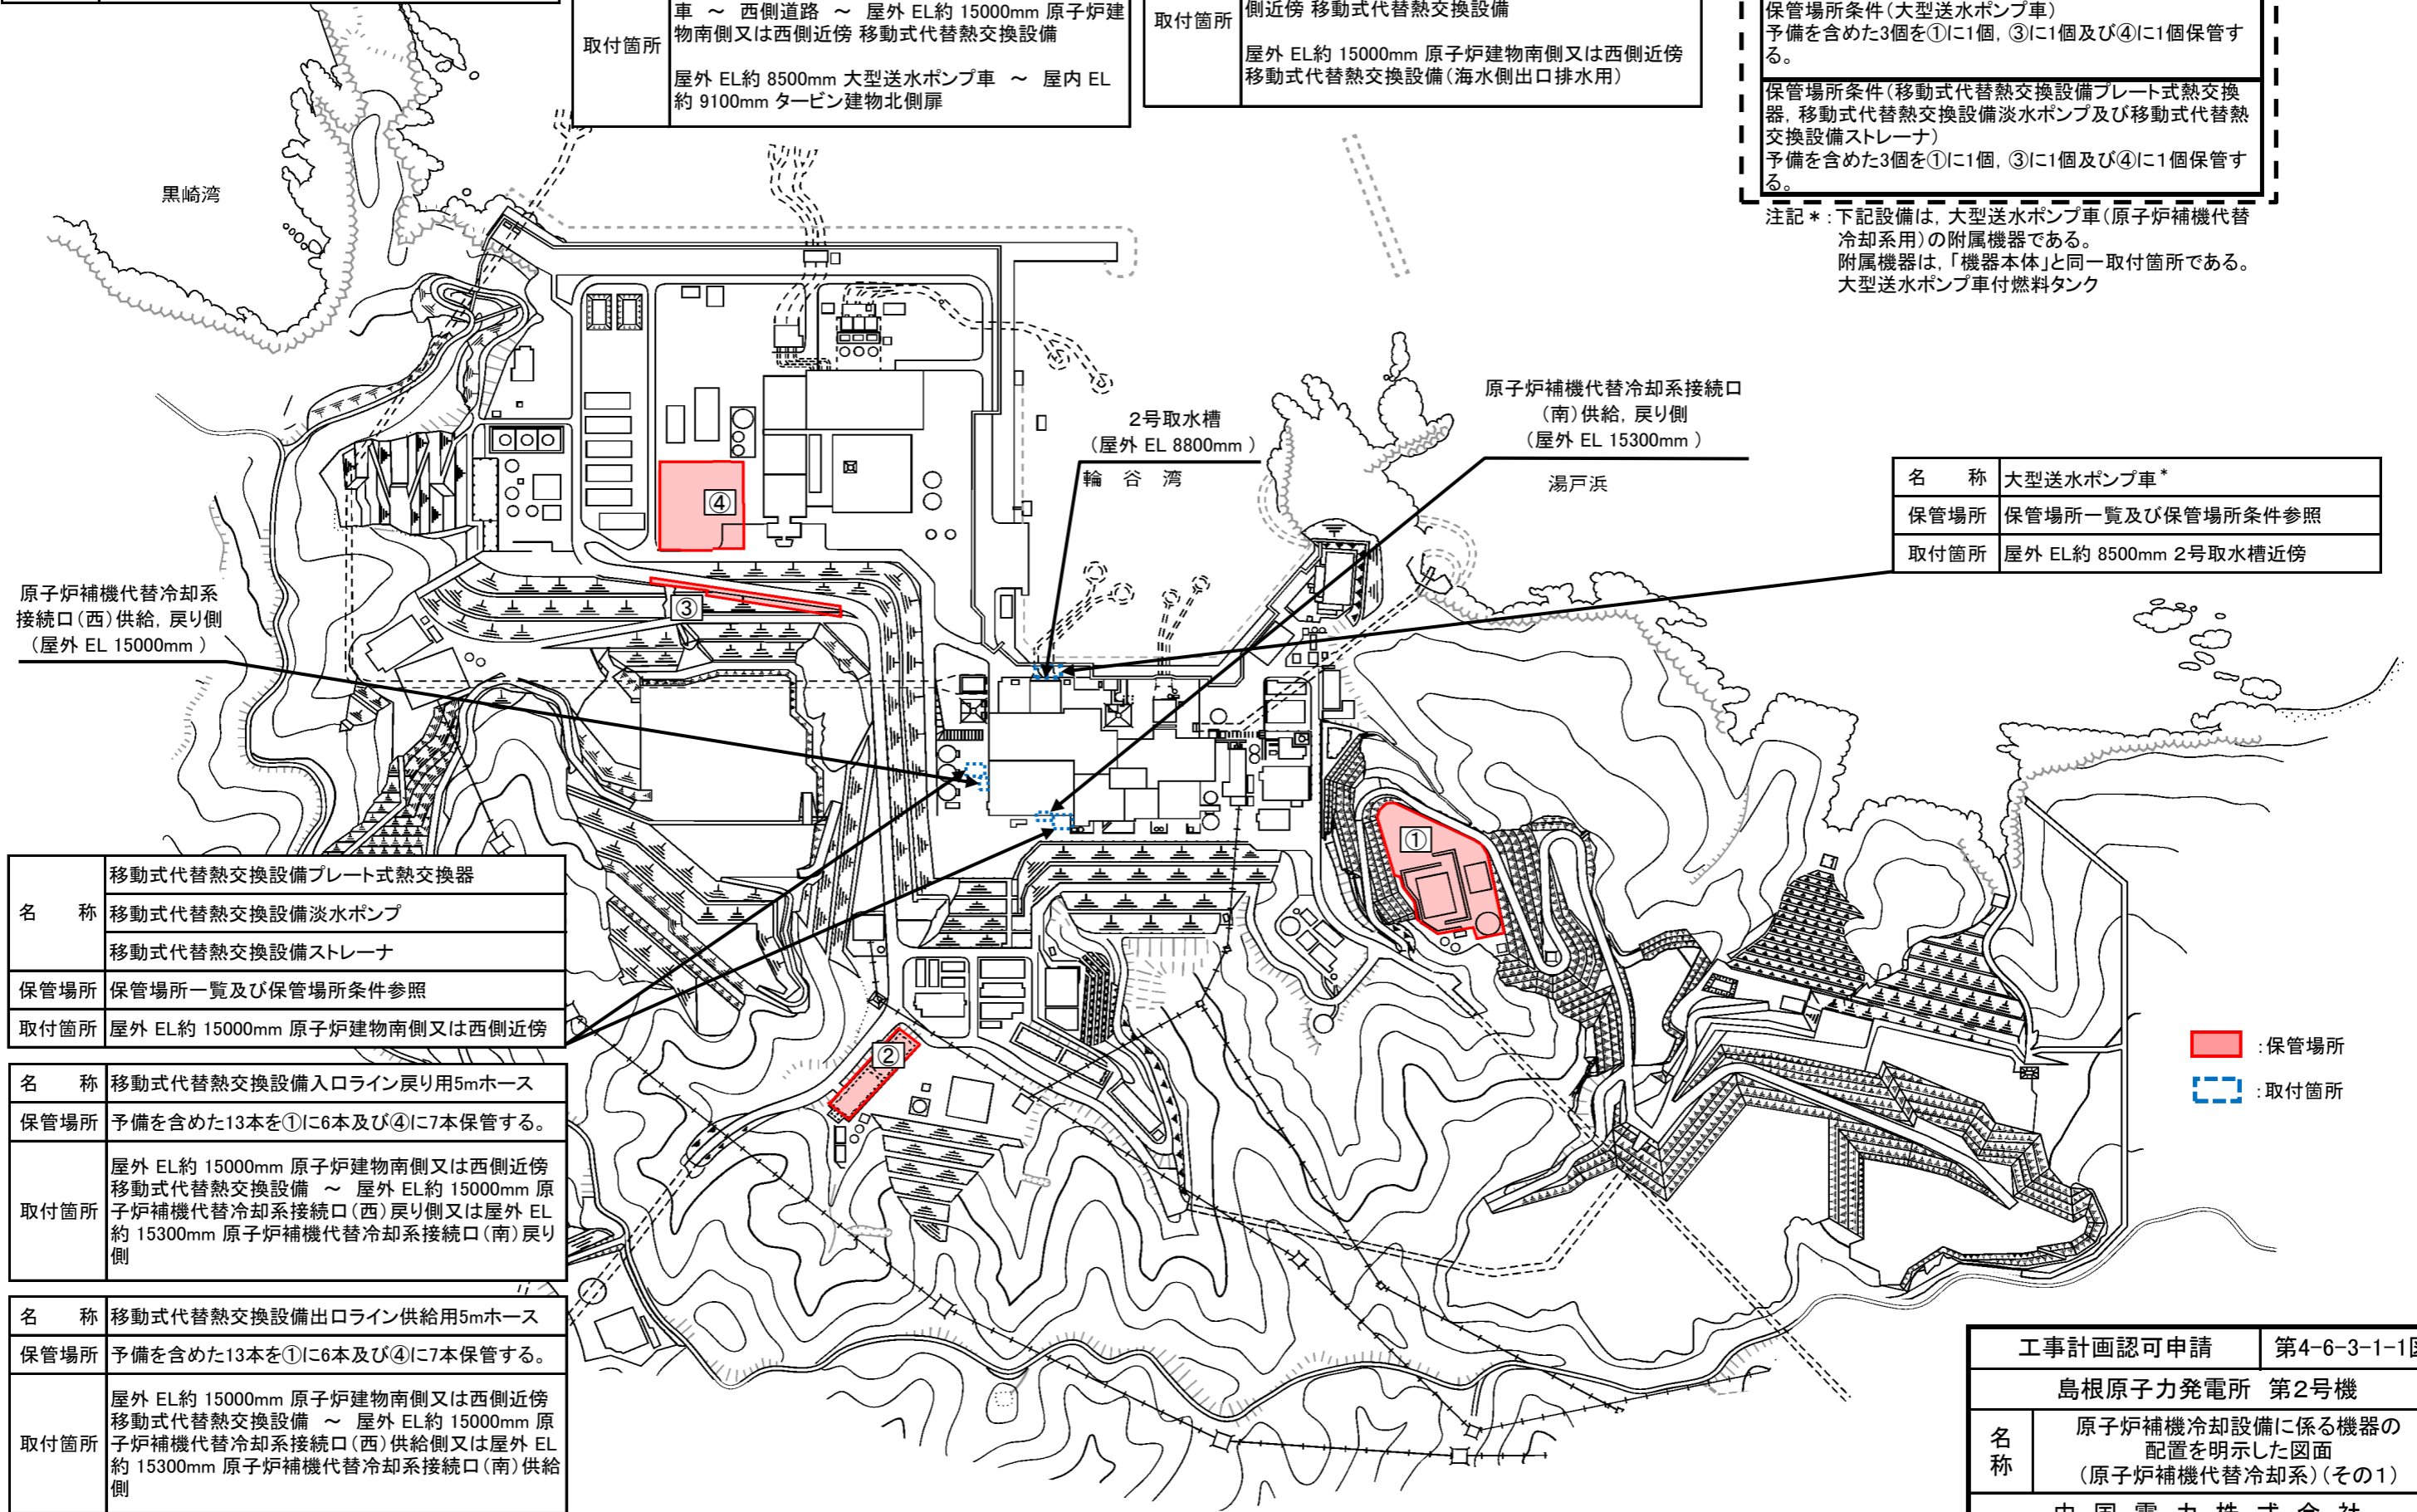 車 ～ 西側道路 ～ 屋外 EL約 15000mm 原子炉建
物南側又は西側近傍 移動式代替熱交換設備
取付箇所
屋外 EL約 8500mm 大型送水ポンプ車 ～ 屋内 EL
約 9100mm タービン建物北側扉
側近傍 移動式代替熱交換設備
取付箇所
屋外 EL約 15000mm 原子炉建物南側又は西側近傍
移動式代替熱交換設備(海水側出口排水用)
保管場所条件(大型送水ポンプ車)
予備を含めた3個を①に1個，③に1個及び④に1個保管す
る。
保管場所条件(移動式代替熱交換設備プレート式熱交換
器，移動式代替熱交換設備淡水ポンプ及び移動式代替熱
交換設備ストレーナ)
予備を含めた3個を①に1個，③に1個及び④に1個保管す
る。
注記＊：下記設備は，大型送水ポンプ車(原子炉補機代替
冷却系用)の附属機器である。
附属機器は，「機器本体」と同一取付箇所である。
大型送水ポンプ車付燃料タンク
黒崎湾
2号取水槽
(屋外 EL 8800mm )
輪 谷 湾
原子炉補機代替冷却系接続口
(南)供給，戻り側
(屋外 EL 15300mm )
湯戸浜
名 称 大型送水ポンプ車＊
保管場所 保管場所一覧及び保管場所条件参照
取付箇所 屋外 EL約 8500mm 2号取水槽近傍
④
③
原子炉補機代替冷却系
接続口(西)供給，戻り側
(屋外 EL 15000mm )
①
②
移動式代替熱交換設備プレート式熱交換器
名 称 移動式代替熱交換設備淡水ポンプ
移動式代替熱交換設備ストレーナ
保管場所 保管場所一覧及び保管場所条件参照
取付箇所 屋外 EL約 15000mm 原子炉建物南側又は西側近傍
名 称 移動式代替熱交換設備入口ライン戻り用5mホース
保管場所 予備を含めた13本を①に6本及び④に7本保管する。
屋外 EL約 15000mm 原子炉建物南側又は西側近傍
移動式代替熱交換設備 ～ 屋外 EL約 15000mm 原
取付箇所 子炉補機代替冷却系接続口(西)戻り側又は屋外 EL
約 15300mm 原子炉補機代替冷却系接続口(南)戻り
側
名 称 移動式代替熱交換設備出口ライン供給用5mホース
保管場所 予備を含めた13本を①に6本及び④に7本保管する。
屋外 EL約 15000mm 原子炉建物南側又は西側近傍
移動式代替熱交換設備 ～ 屋外 EL約 15000mm 原
取付箇所 子炉補機代替冷却系接続口(西)供給側又は屋外 EL
約 15300mm 原子炉補機代替冷却系接続口(南)供給
側
：保管場所
：取付箇所
工事計画認可申請 第4-6-3-1-1図
島根原子力発電所 第2号機
名称 原子炉補機冷却設備に係る機器の
配置を明示した図面
(原子炉補機代替冷却系)(その1)
中 国 電 力 株 式 会 社